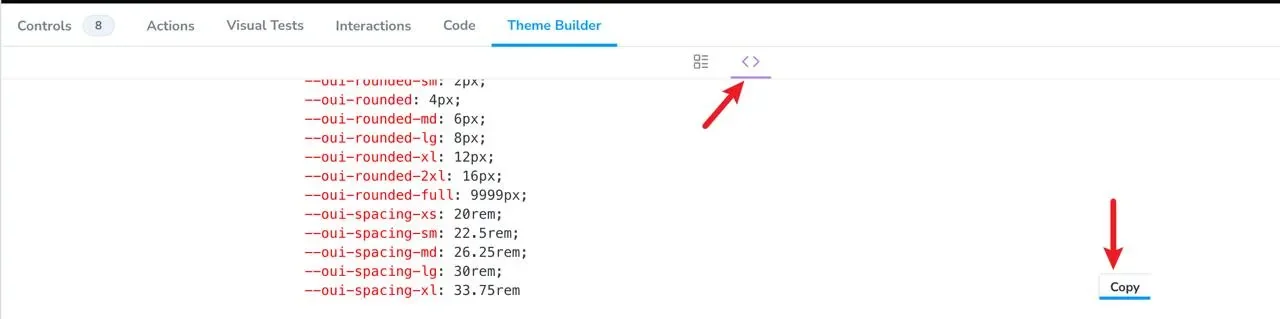 Controls 8 Actions Visual Tests Interactions Code Theme Builder
--oui-rounded-sm: 2px;
--oui-rounded: 4px;
--oui-rounded-md: 6px;
--oui-rounded-lg: 8px;
--oui-rounded-xl: 12px;
--oui-rounded-2xl: 16px;
--oui-rounded-full: 9999px;
--oui-spacing-xs: 20rem;
--oui-spacing-sm: 22.5rem;
--oui-spacing-md: 26.25rem;
--oui-spacing-lg: 30rem;
--oui-spacing-xl: 33.75rem
Copy